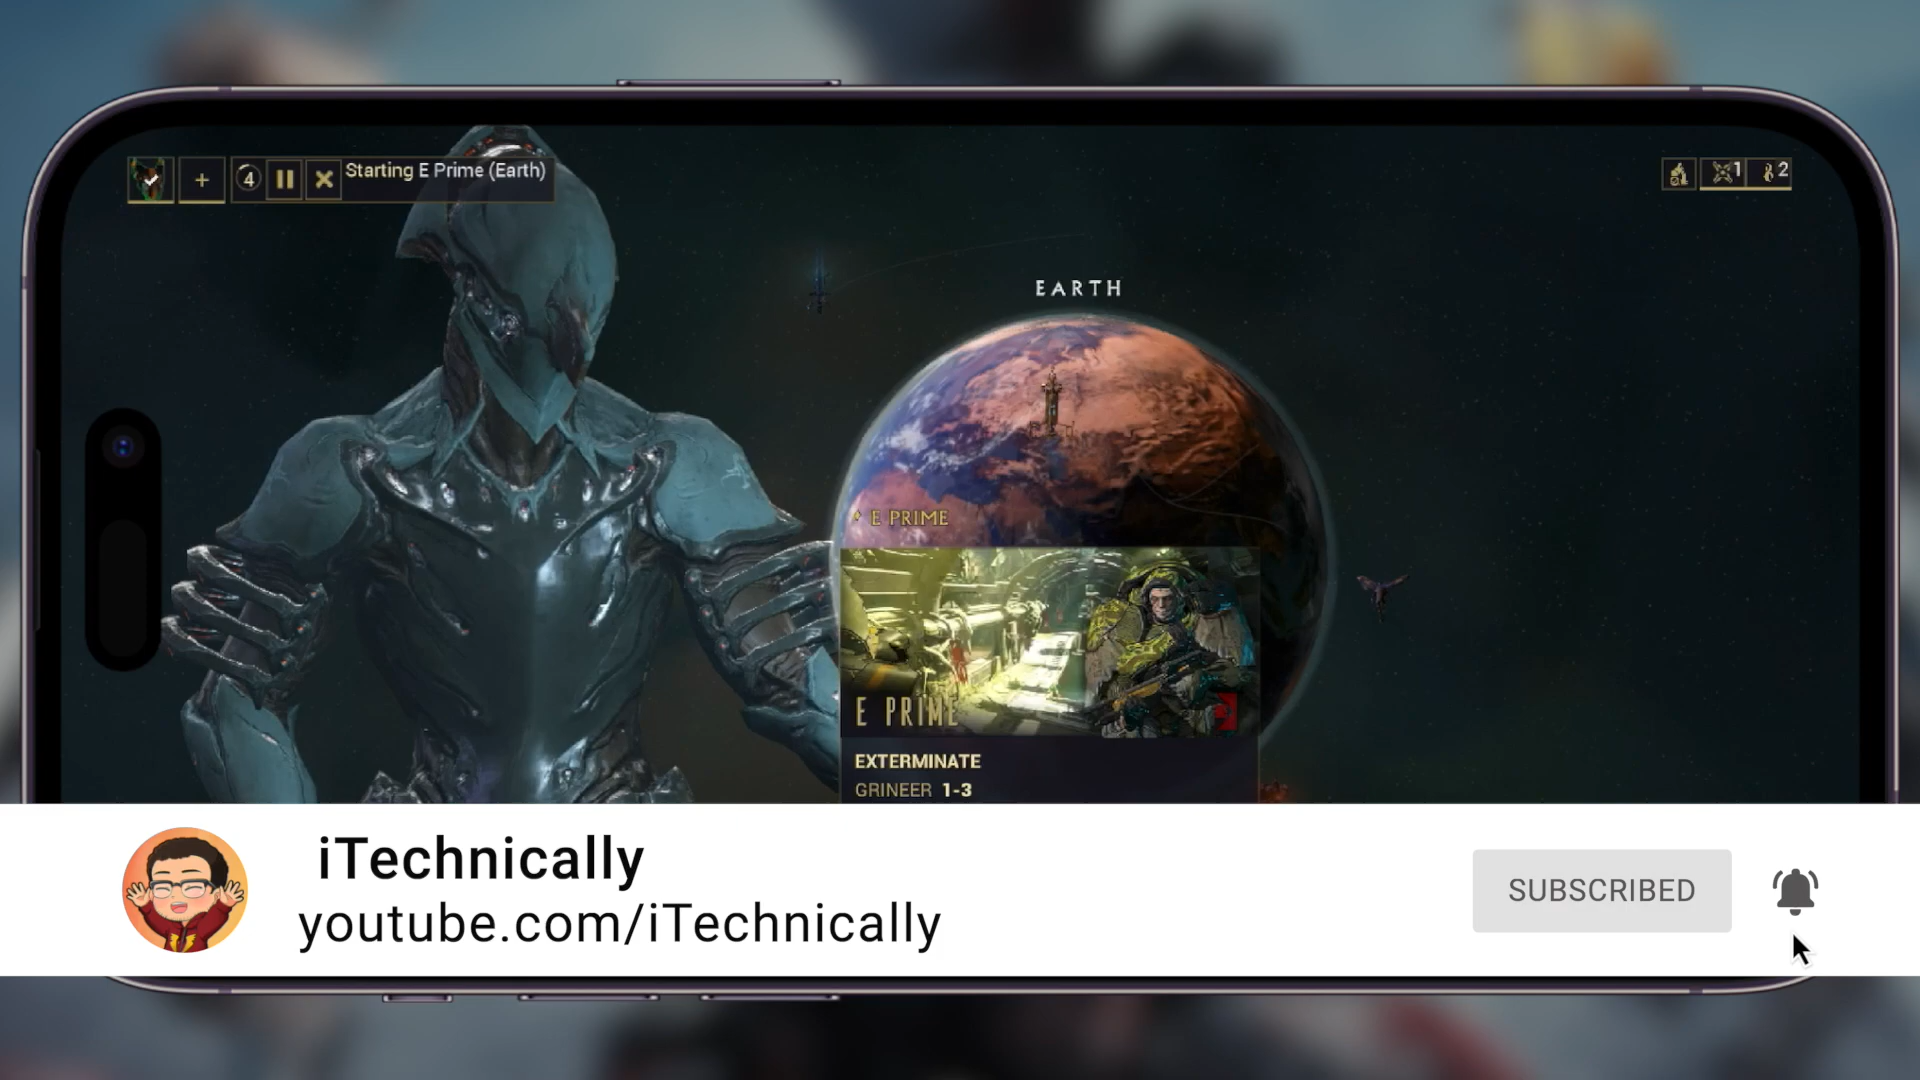 4
Starting E Prime (Earth)
1
2
EARTH
E PRIME
E PRIME
EXTERMINATE
GRINEER 1-3
iTechnically
youtube.com/iTechnically
SUBSCRIBED